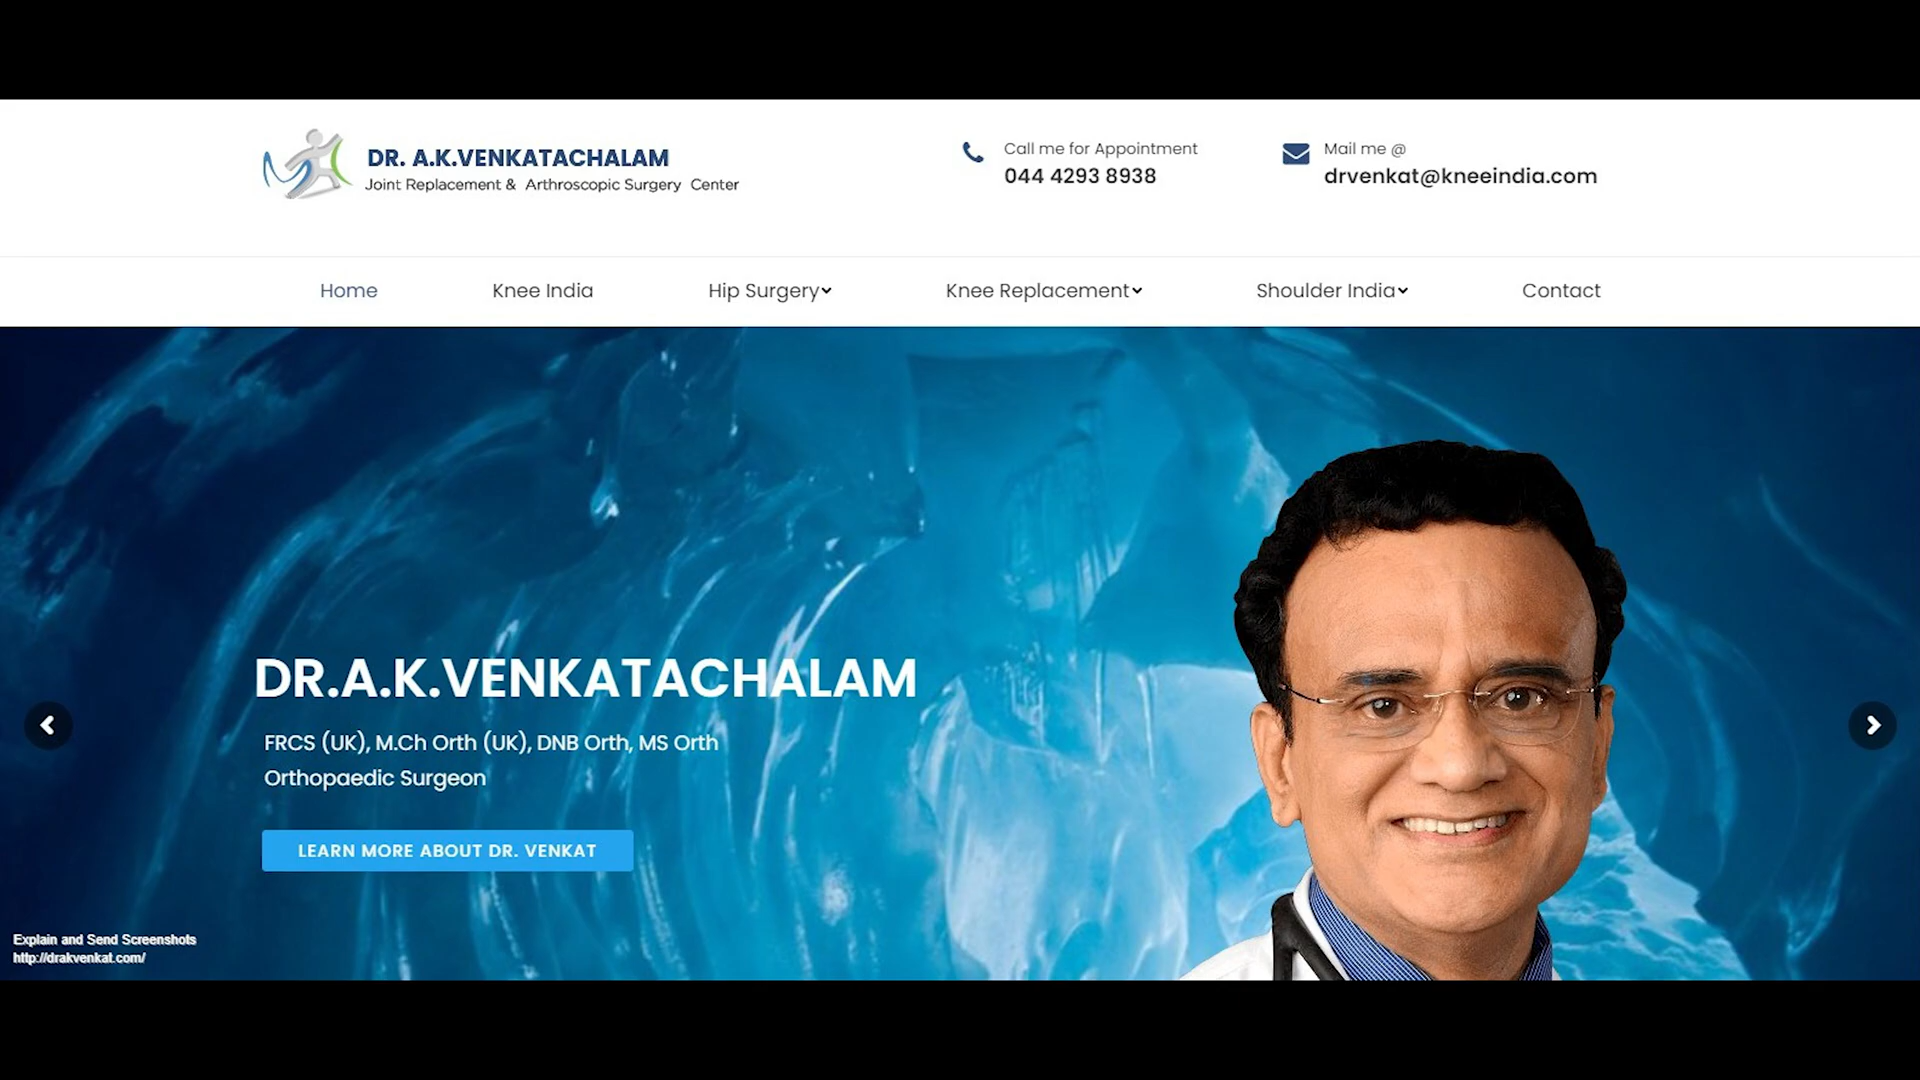 DR. A.K.VENKATACHALAM
Joint Replacement & Arthroscopic Surgery Center
Call me for Appointment
044 4293 8938
Mail me @
drvenkat@kneeindia.com
Home Knee India Hip Surgery Knee Replacement Shoulder India Contact
DR.A.K.VENKATACHALAM
FRCS (UK), M.Ch Orth (UK), DNB Orth, MS Orth
Orthopaedic Surgeon
LEARN MORE ABOUT DR. VENKAT
Explain and Send Screenshots
http://drakvenkat.com/